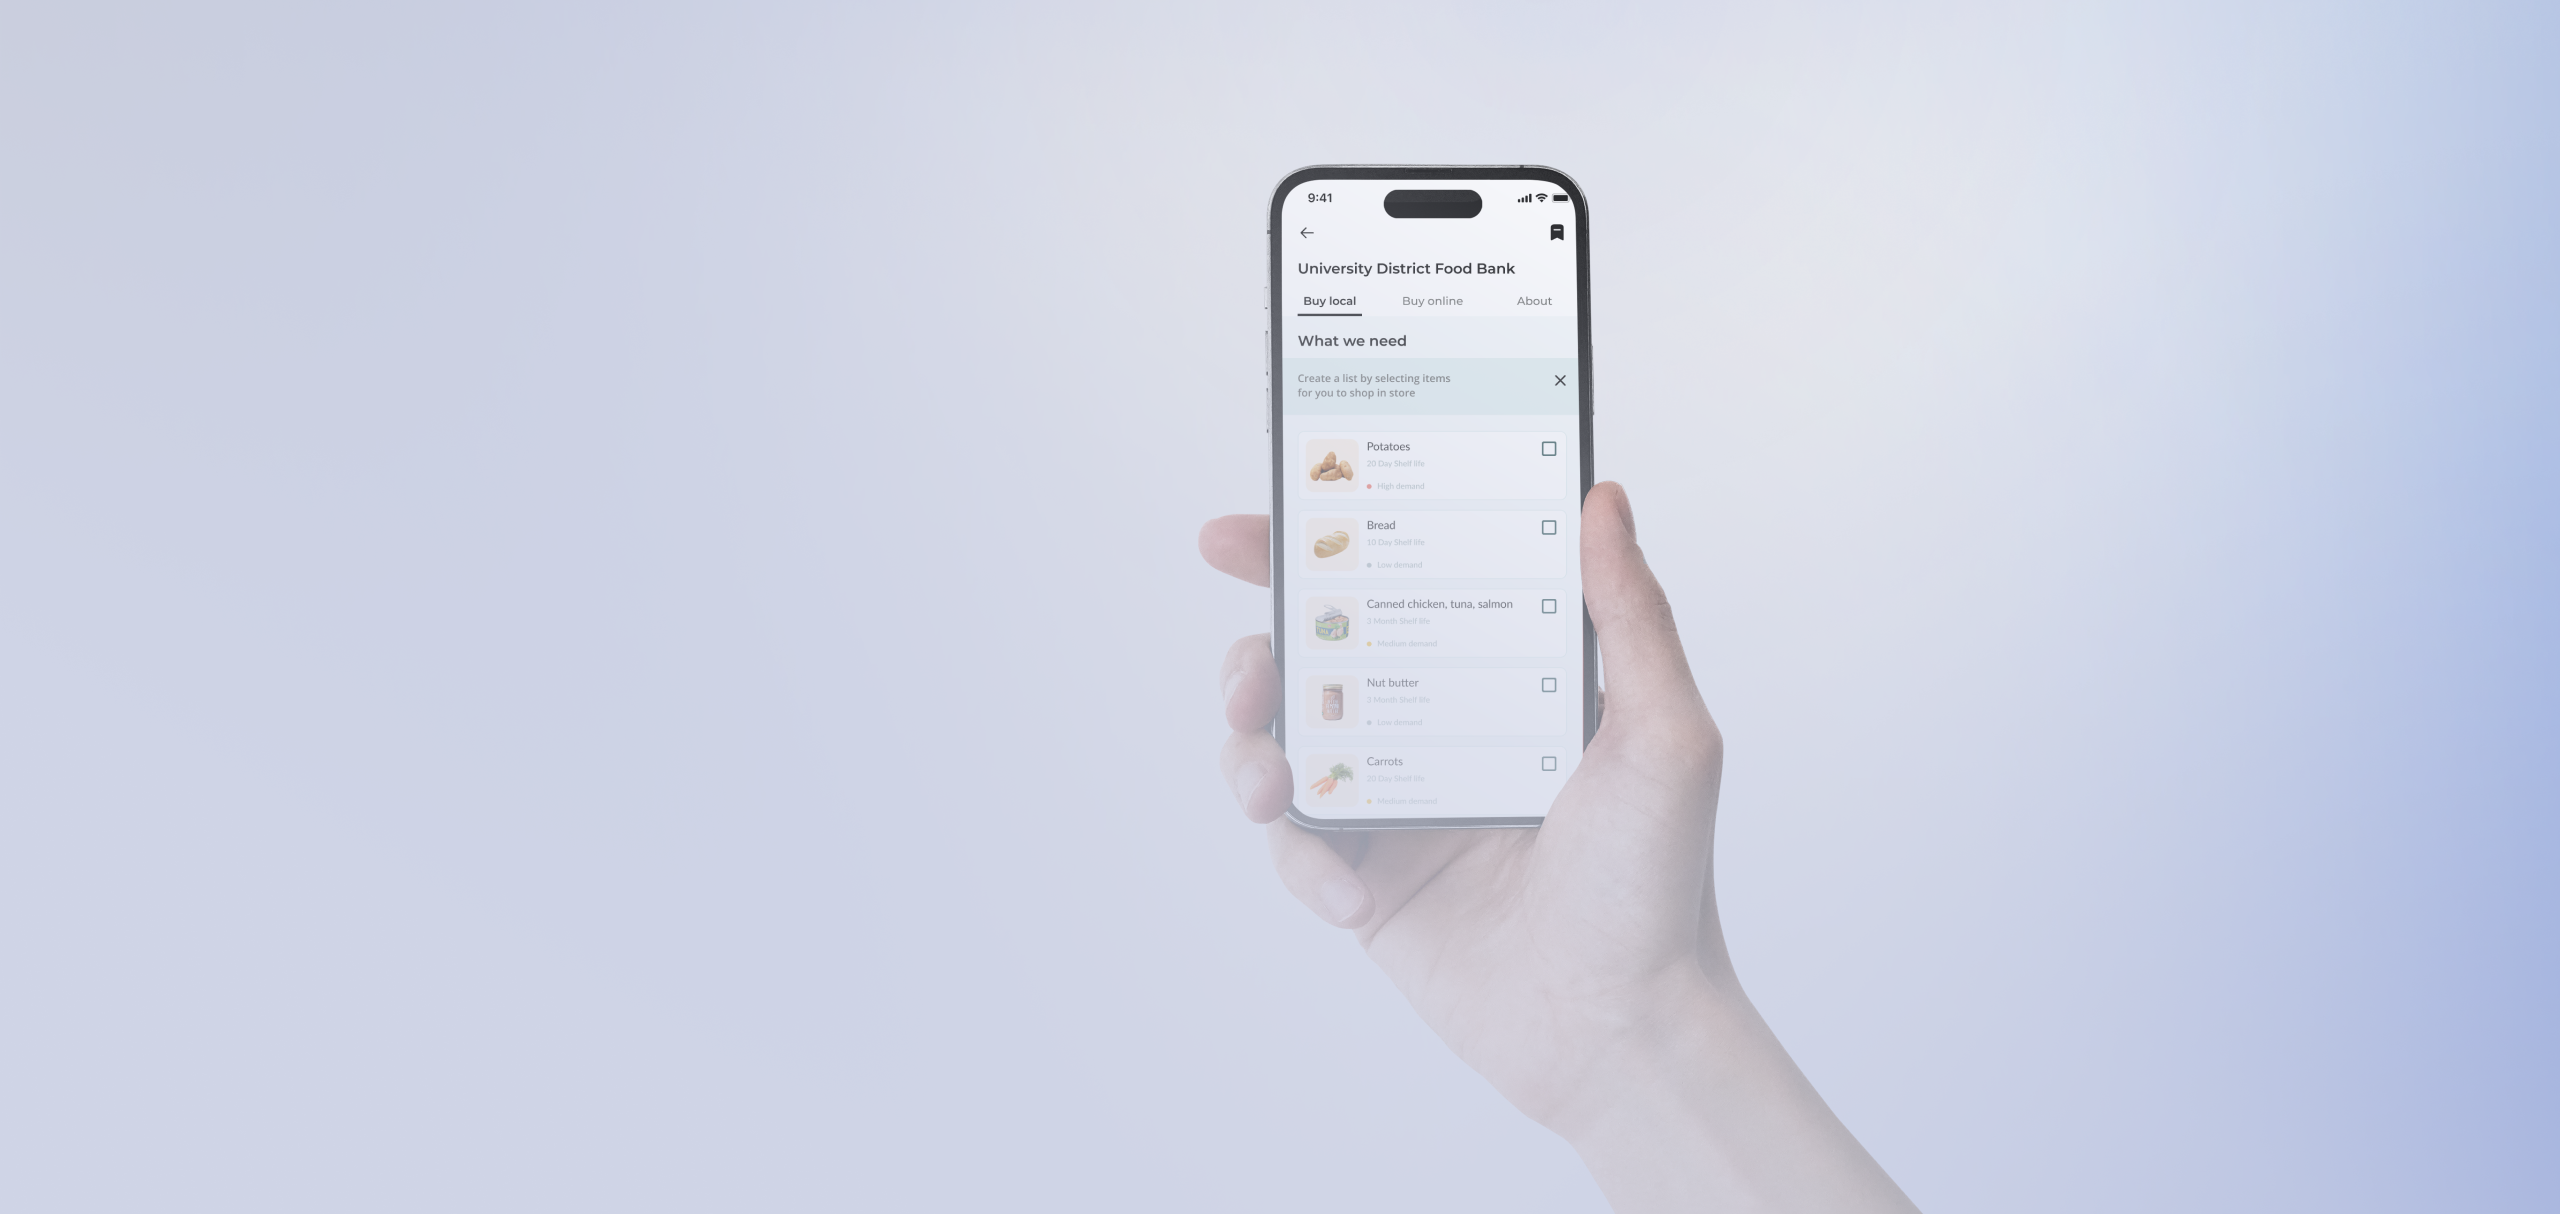 9:41
University District Food Bank
Buy local Buy online About
What we need
Create a list by selecting items
for you to shop in store
Potatoes
20 Day Shelf life
High demand
Bread
10 Day Shelf life
Low demand
Canned chicken, tuna, salmon
3 Month Shelf life
Medium demand
Nut butter
3 Month Shelf life
Low demand
Carrots
20 Day Shelf life
Medium demand